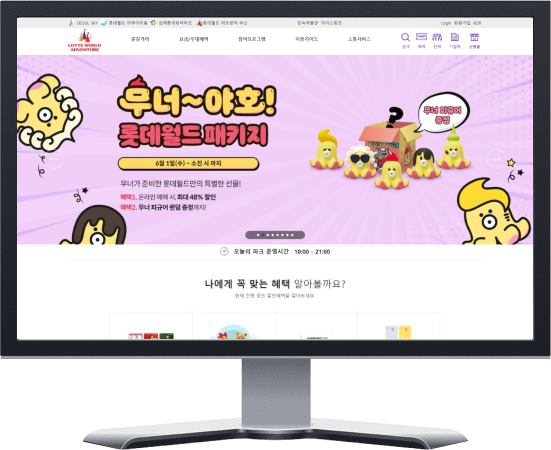 SEOUL SKY 롯데월드 아쿠아리움 김해롯데워터파크 롯데월드 어드벤처 부산 민속박물관 아이스링크 Login 회원가입 KOR
LOTTE WORLD
ADVENTURE
즐길거리 요금/우대혜택 참여프로그램 이용가이드 소통서비스
검색 예매 단체 기업체 상품몰
무너~야호!
롯데월드 패키지
6월 1일(수) ~ 소진 시 까지
무너가 준비한 롯데월드만의 특별한 선물!
혜택1. 온라인 예매 시, 최대 48% 할인
혜택2. 무너 피규어 랜덤 증정까지!
무너 피규어
증정
?
오늘의 파크 운영시간 10:00 - 21:00
나에게 꼭 맞는 혜택 알아볼까요?
현재 진행 중인 할인혜택을 알아보세요